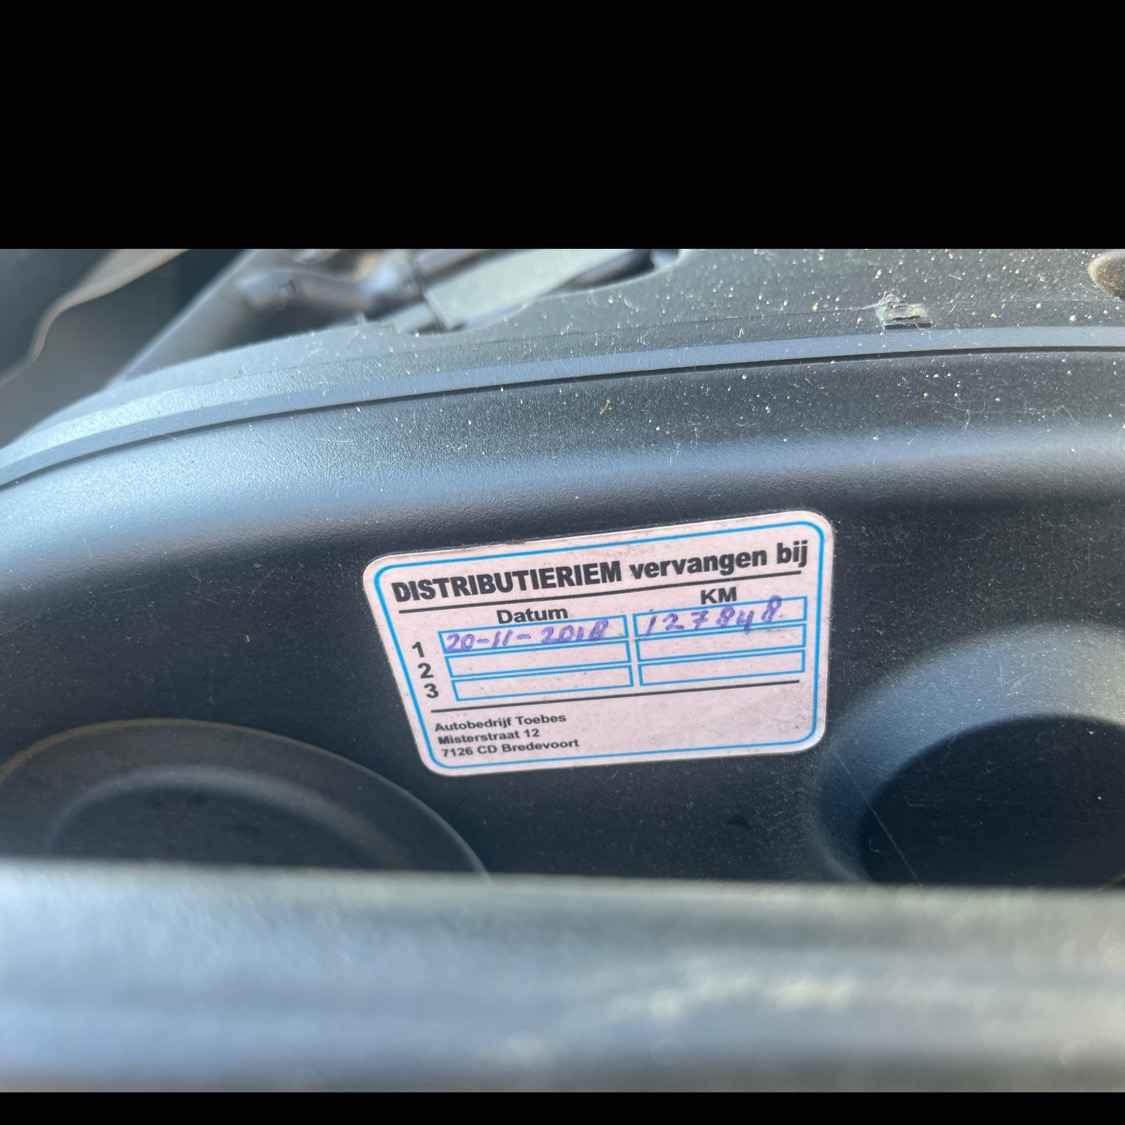 DISTRIBUTIERIEM vervangen bij
Datum KM
1 20-11-2018 127848
2
3
Autobedrijf Toebes
Misterstraat 12
7126 CD Bredevoort